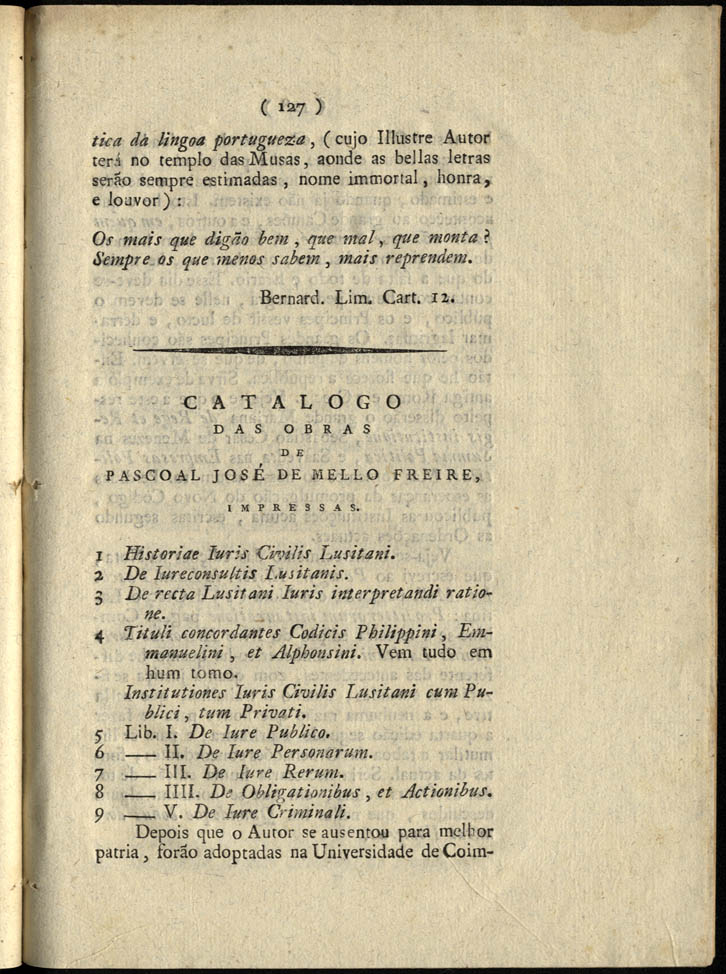 ( 127 )
tica da lingoa portugueza, ( cujo Illustre Autor
terá no templo das Musas, aonde as bellas letras
serão sempre estimadas, nome immortal, honra,
e louvor ) :
Os mais que digão bem, que mal, que monta ?
Sempre os que menos sabem, mais reprendem.
Bernard. Lim. Cart. 12.
CATALOGO
DAS OBRAS
DE
PASCOAL JOSÉ DE MELLO FREIRE,
IMPRESSAS.
1 Historiae Iuris Civilis Lusitani.
2 De Iureconsultis Lusitanis.
3 De recta Lusitani Iuris interpretandi ratio-
ne.
4 Tituli concordantes Codicis Philippini, Em-
manuelini, et Alphonsini. Vem tudo em
hum tomo.
Institutiones Iuris Civilis Lusitani cum Pu-
blici, tum Privati.
5 Lib. I. De Iure Publico.
6 —— II. De Iure Personarum.
7 —— III. De Iure Rerum.
8 —— IIII. De Obligationibus, et Actionibus.
9 —— V. De Iure Criminali.
Depois que o Autor se ausentou para melhor
patria, forão adoptadas na Universidade de Coim-